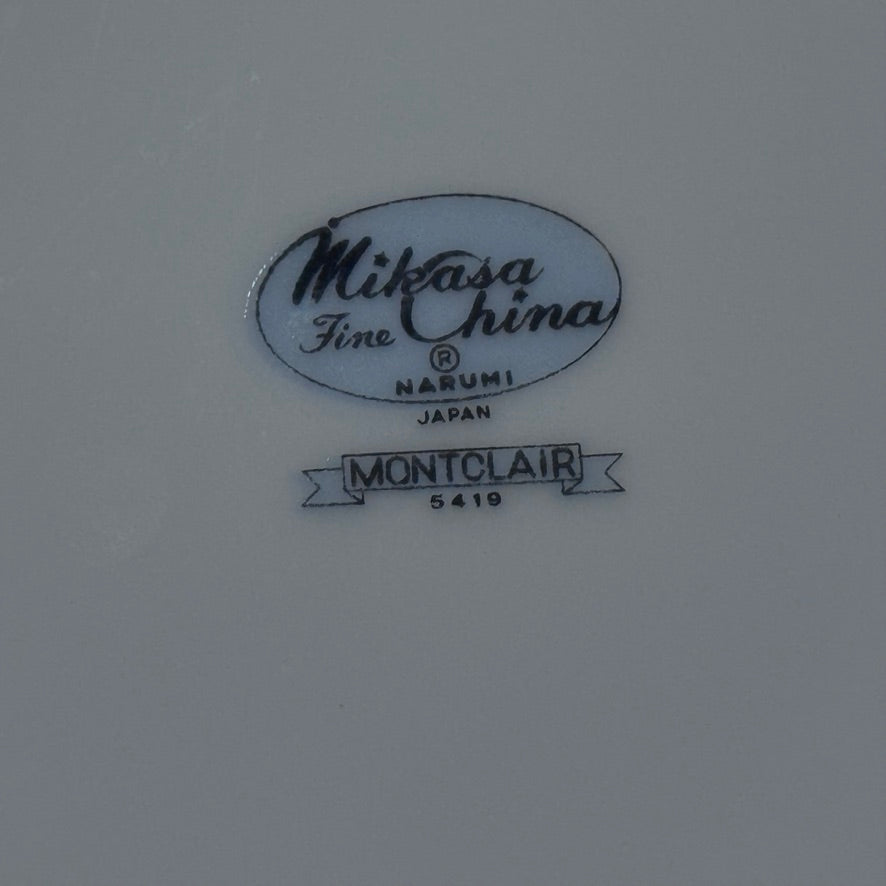 Mikasa
Fine China
®
NARUMI
JAPAN
MONTCLAIR
5419